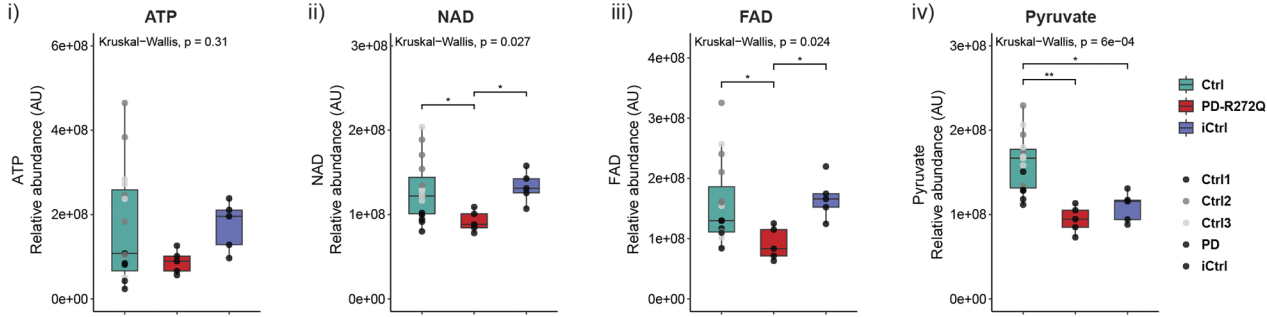 i)
ATP
Kruskal−Wallis, p = 0.31
6e+08
4e+08
2e+08
0e+00
ATP
Relative abundance (AU)
ii)
NAD
Kruskal−Wallis, p = 0.027
3e+08
2e+08
1e+08
0e+00
NAD
Relative abundance (AU)
*
*
iii)
FAD
Kruskal−Wallis, p = 0.024
4e+08
3e+08
2e+08
1e+08
0e+00
FAD
Relative abundance (AU)
*
*
iv)
Pyruvate
Kruskal−Wallis, p = 6e−04
3e+08
2e+08
1e+08
0e+00
Pyruvate
Relative abundance (AU)
*
**
Ctrl
PD-R272Q
iCtrl
Ctrl1
Ctrl2
Ctrl3
PD
iCtrl